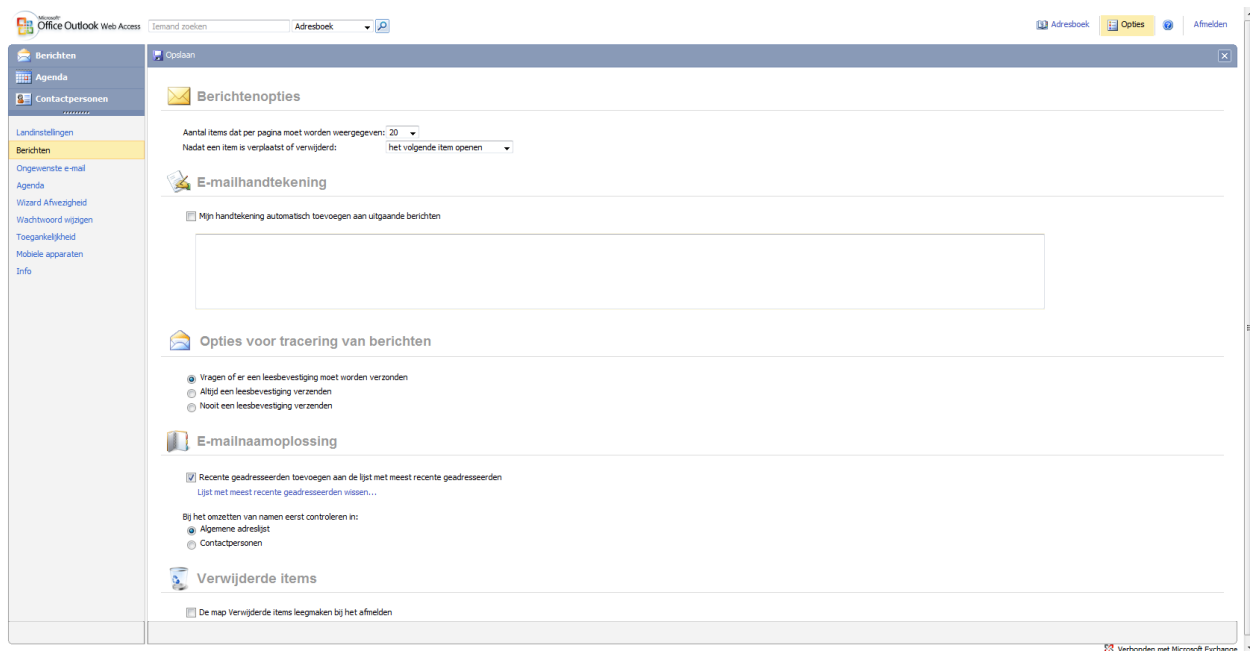 Microsoft®
Office Outlook Web Access Iemand zoeken Adresboek Adresboek Opties Afmelden
Berichten
Agenda
Contactpersonen
Landinstellingen
Berichten
Ongewenste e-mail
Agenda
Wizard Afwezigheid
Wachtwoord wijzigen
Toegankelijkheid
Mobiele apparaten
Info
Opslaan
Berichtenopties
Aantal items dat per pagina moet worden weergegeven: 20
Nadat een item is verplaatst of verwijderd: het volgende item openen
E-mailhandtekening
Mijn handtekening automatisch toevoegen aan uitgaande berichten
Opties voor tracering van berichten
Vragen of er een leesbevestiging moet worden verzonden
Altijd een leesbevestiging verzenden
Nooit een leesbevestiging verzenden
E-mailnaamoplossing
Recente geadresseerden toevoegen aan de lijst met meest recente geadresseerden
Lijst met meest recente geadresseerden wissen...
Bij het omzetten van namen eerst controleren in:
Algemene adreslijst
Contactpersonen
Verwijderde items
De map Verwijderde items leegmaken bij het afmelden
Verbonden met Microsoft Exchange